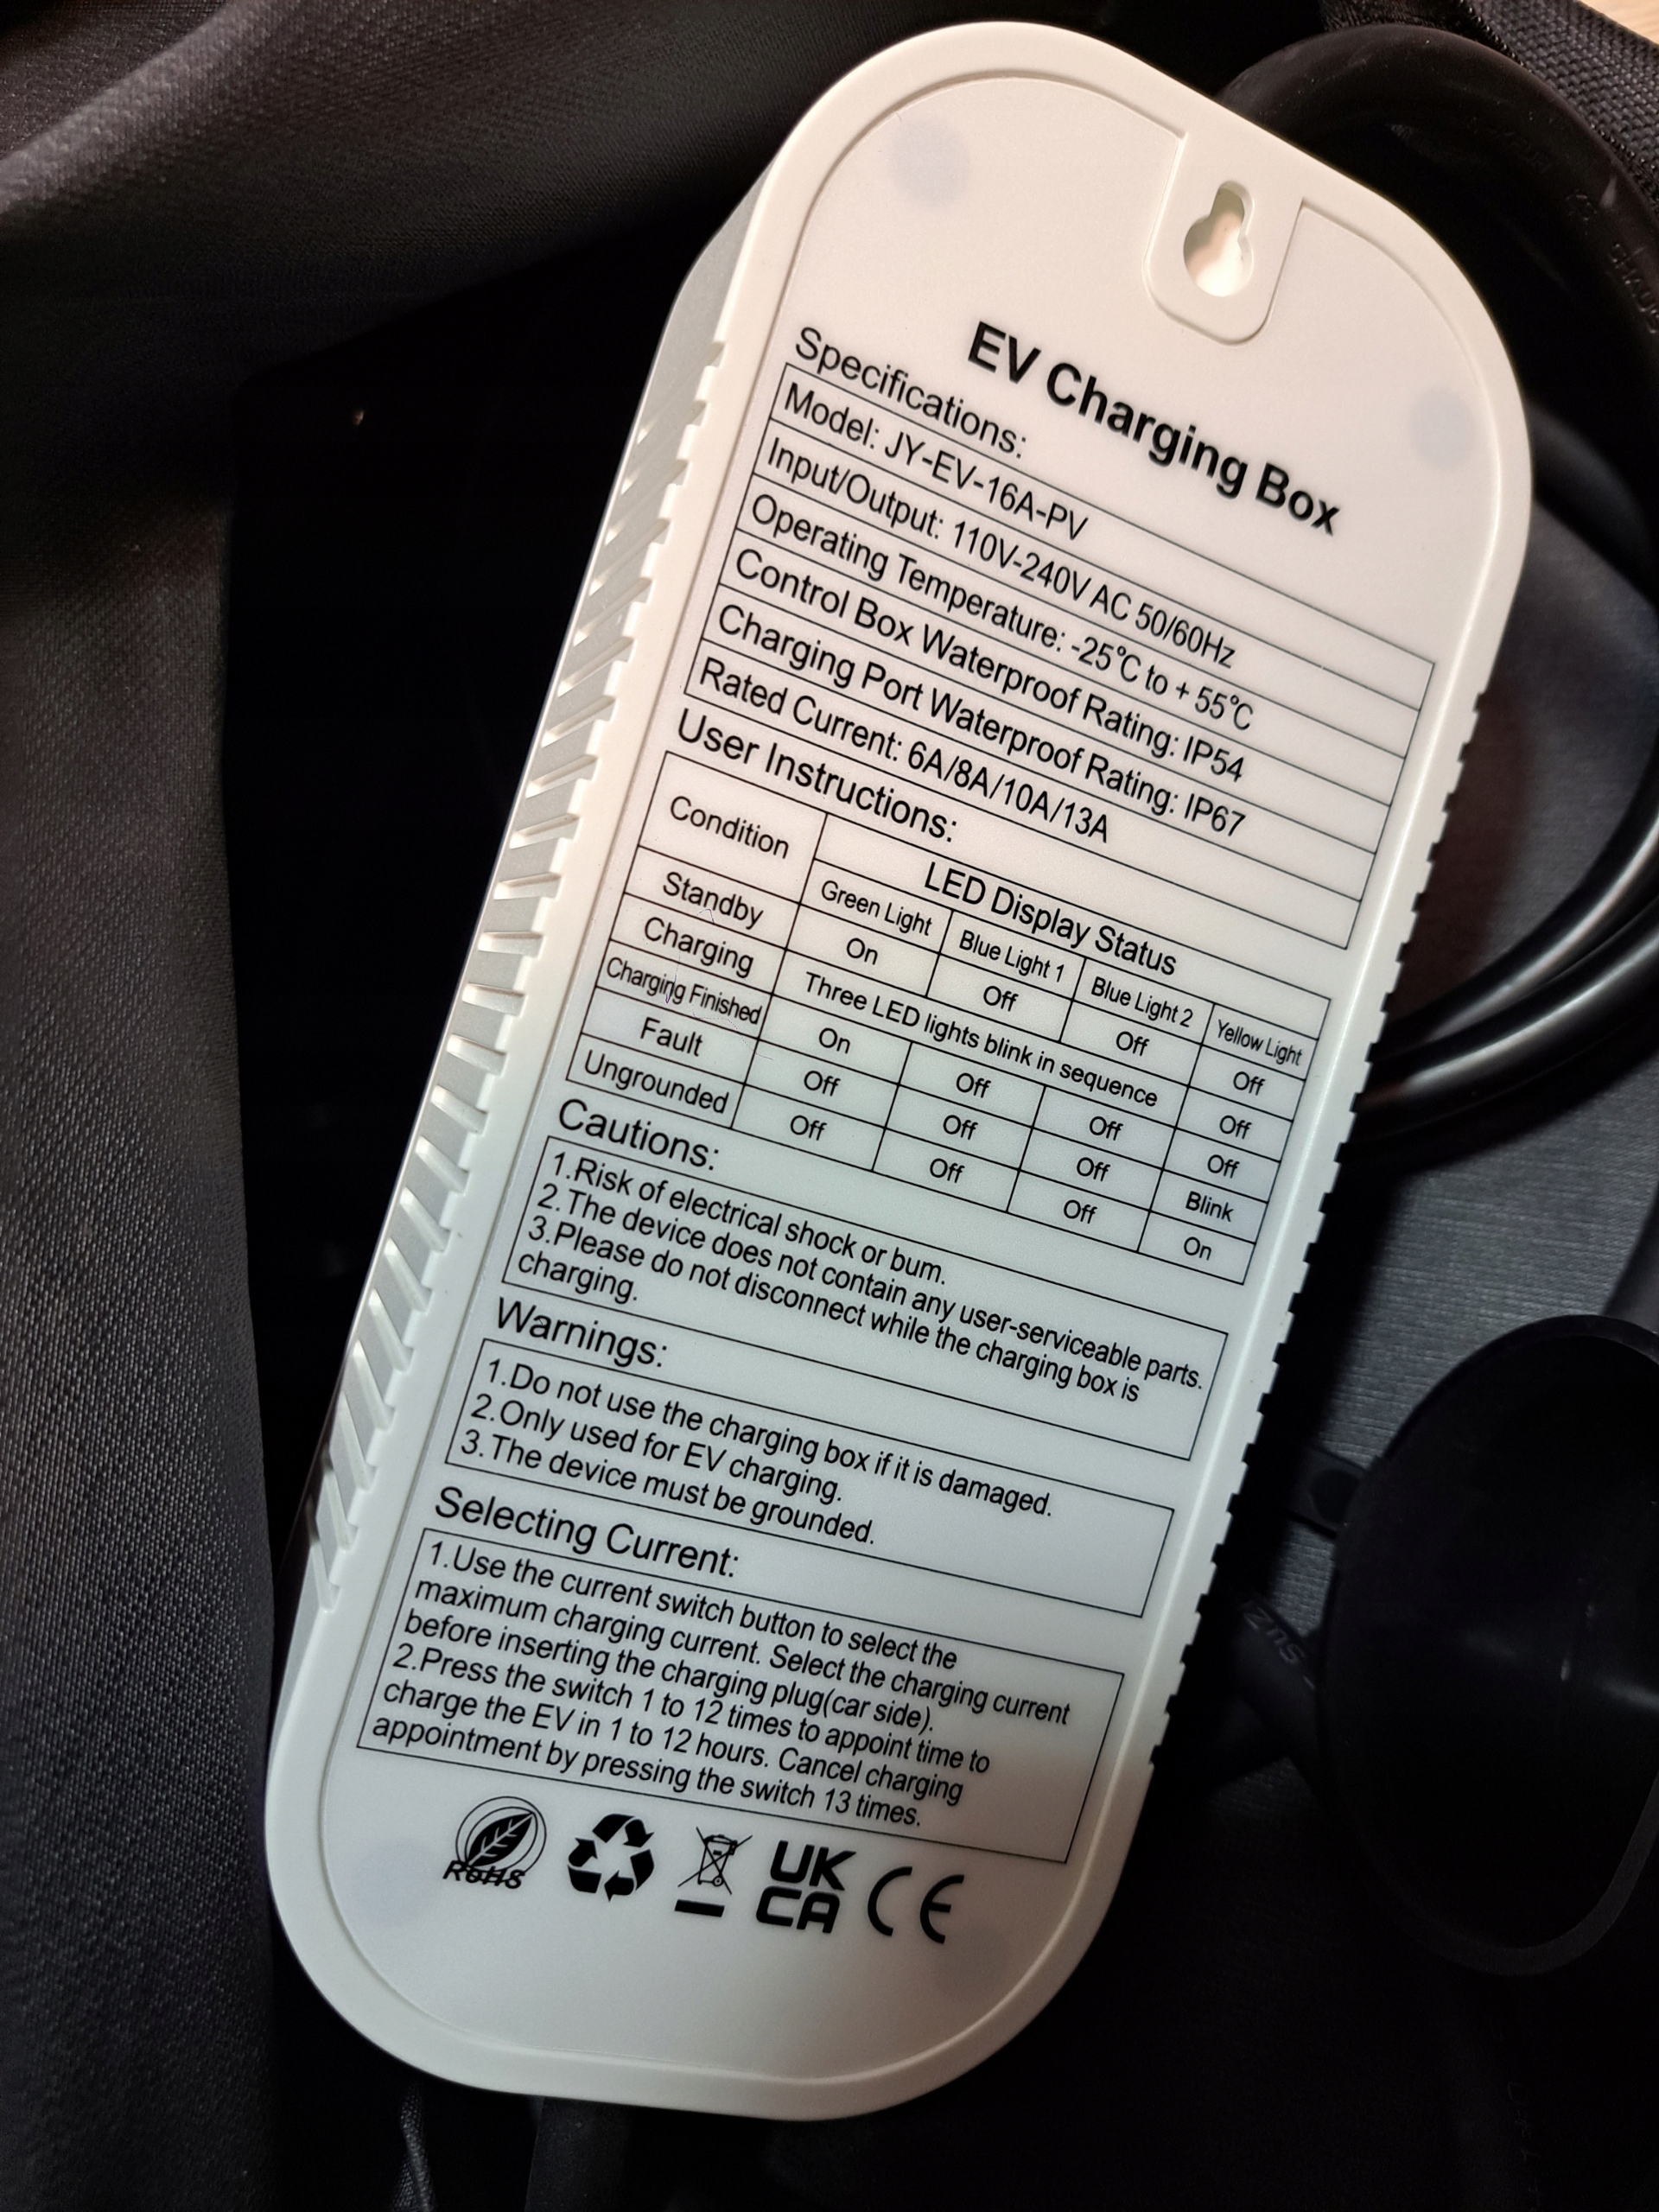 EV Charging Box
Specifications:
Model: JY-EV-16A-PV
Input/Output: 110V-240V AC 50/60Hz
Operating Temperature: -25℃ to + 55℃
Control Box Waterproof Rating: IP54
Charging Port Waterproof Rating: IP67
Rated Current: 6A/8A/10A/13A
User Instructions:
Condition LED Display Status
Green Light Blue Light 1 Blue Light 2 Yellow Light
Standby On Off Off Off
Charging Three LED lights blink in sequence Off
Charging Finished On Off Off Off
Fault Off Off Off Blink
Ungrounded Off Off Off On
Cautions:
1.Risk of electrical shock or bum.
2.The device does not contain any user-serviceable parts.
3.Please do not disconnect while the charging box is
charging.
Warnings:
1.Do not use the charging box if it is damaged.
2.Only used for EV charging.
3.The device must be grounded.
Selecting Current:
1.Use the current switch button to select the
maximum charging current. Select the charging current
before inserting the charging plug(car side).
2.Press the switch 1 to 12 times to appoint time to
charge the EV in 1 to 12 hours. Cancel charging
appointment by pressing the switch 13 times.
RoHS UK CA CE